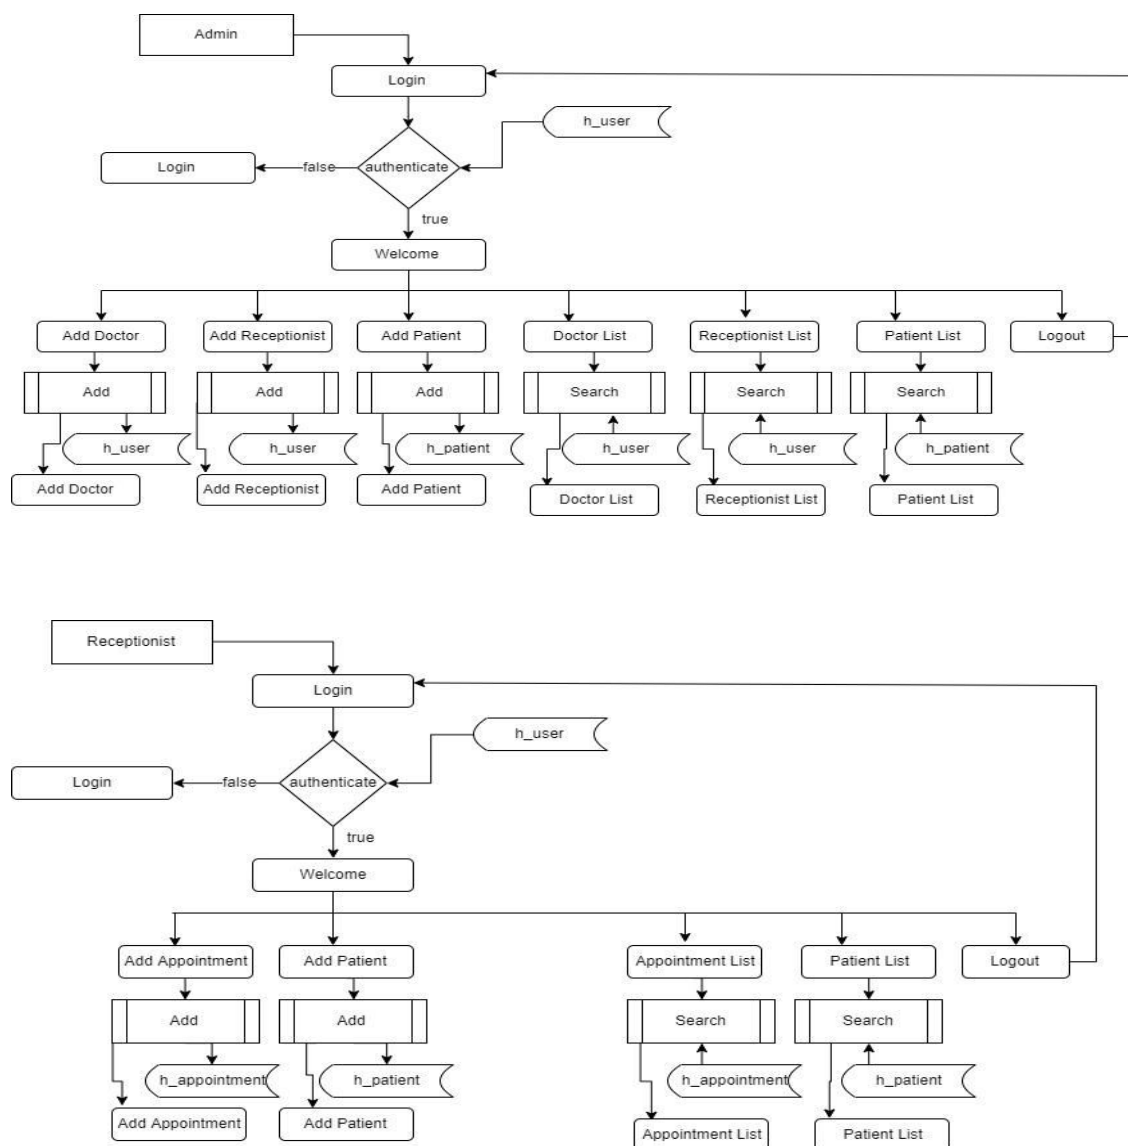 Admin
Login
h_user
Login
false
authenticate
true
Welcome
Add Doctor
Add Receptionist
Add Patient
Doctor List
Receptionist List
Patient List
Logout
Add
Add
Add
Search
Search
Search
h_user
h_user
h_patient
h_user
h_user
h_patient
Add Doctor
Add Receptionist
Add Patient
Doctor List
Receptionist List
Patient List
Receptionist
Login
h_user
Login
false
authenticate
true
Welcome
Add Appointment
Add Patient
Appointment List
Patient List
Logout
Add
Add
Search
Search
h_appointment
h_patient
h_appointment
h_patient
Add Appointment
Add Patient
Appointment List
Patient List